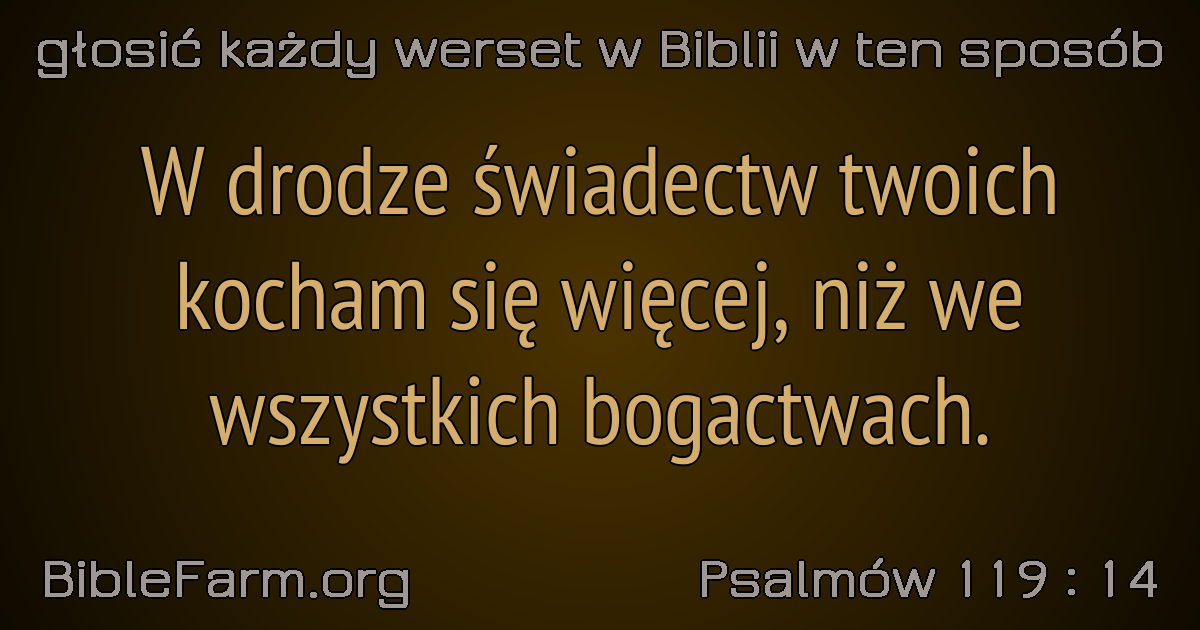 głosić każdy werset w Biblii w ten sposób
W drodze świadectw twoich
kocham się więcej, niż we
wszystkich bogactwach.
BibleFarm.org
Psalmów 119 : 14